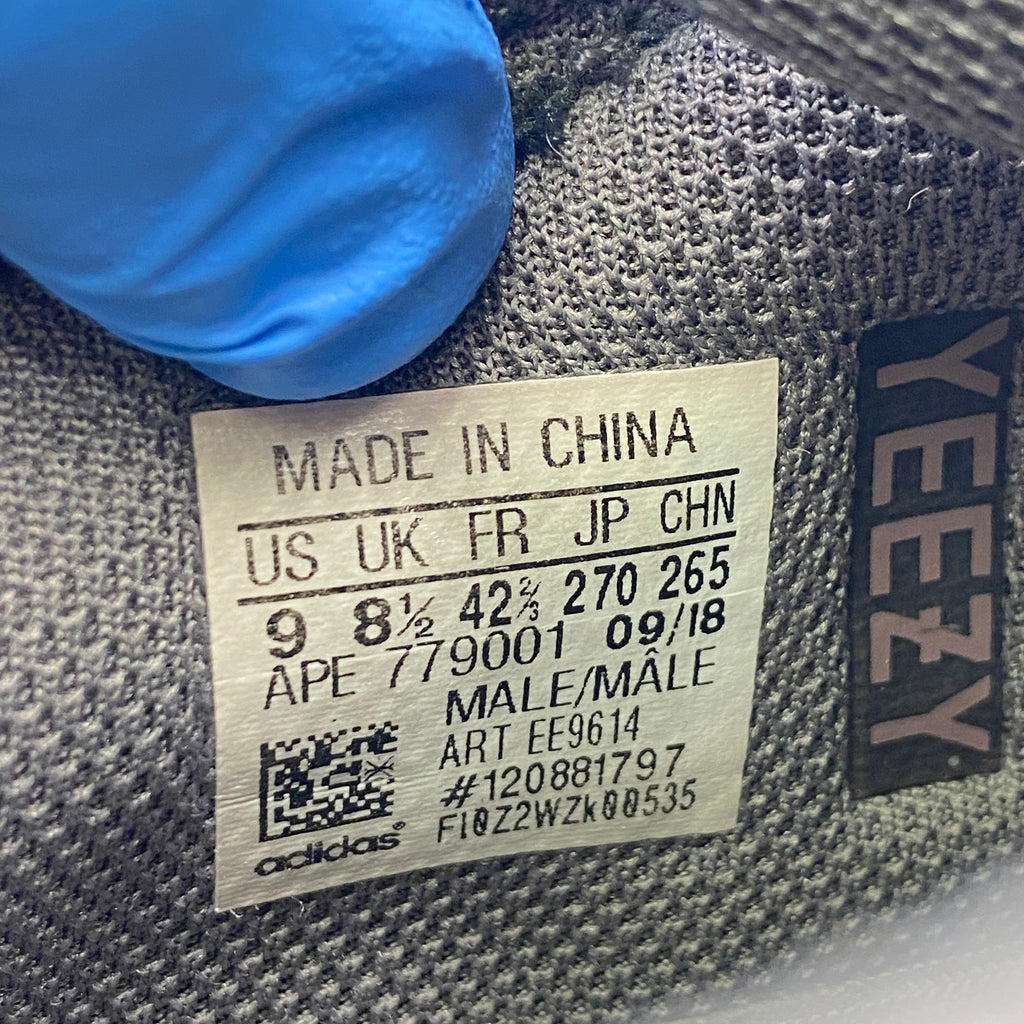 MADE IN CHINA
US UK FR JP CHN
9 8½ 42⅔ 270 265
APE 779001 09/18
MALE/MÂLE
ART EE9614
#120881797
FI0Z2WZk00535
adidas®
YEEZY